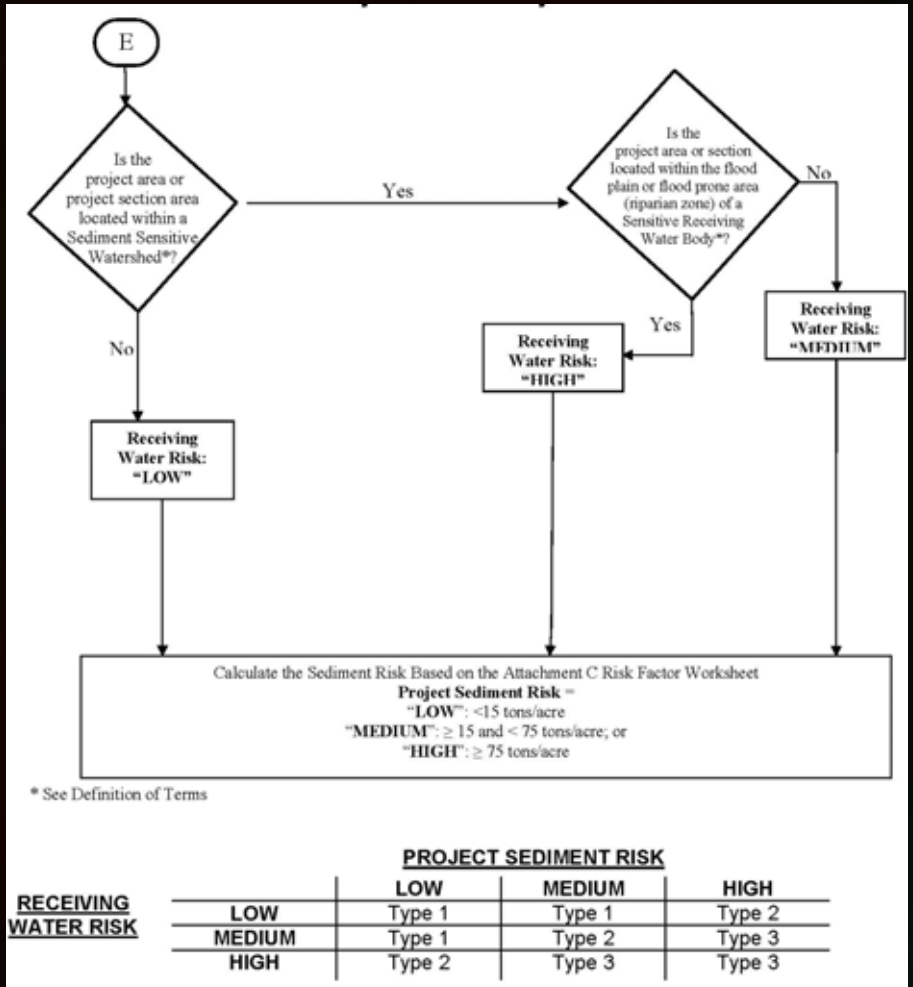 E
Is the
project area or
project section area
located within a
Sediment Sensitive
Watershed*?
Yes
Is the
project area or section
located within the flood
plain or flood prone area
(riparian zone) of a
Sensitive Receiving
Water Body*?
No
Receiving
Water Risk:
“MEDIUM”
Yes
Receiving
Water Risk:
“HIGH”
No
Receiving
Water Risk:
“LOW”
Calculate the Sediment Risk Based on the Attachment C Risk Factor Worksheet
Project Sediment Risk =
“LOW”: <15 tons/acre
“MEDIUM”: ≥ 15 and < 75 tons/acre; or
“HIGH”: ≥ 75 tons/acre
* See Definition of Terms
PROJECT SEDIMENT RISK
RECEIVING
WATER RISK
LOW MEDIUM HIGH
LOW Type 1 Type 1 Type 2
MEDIUM Type 1 Type 2 Type 3
HIGH Type 2 Type 3 Type 3